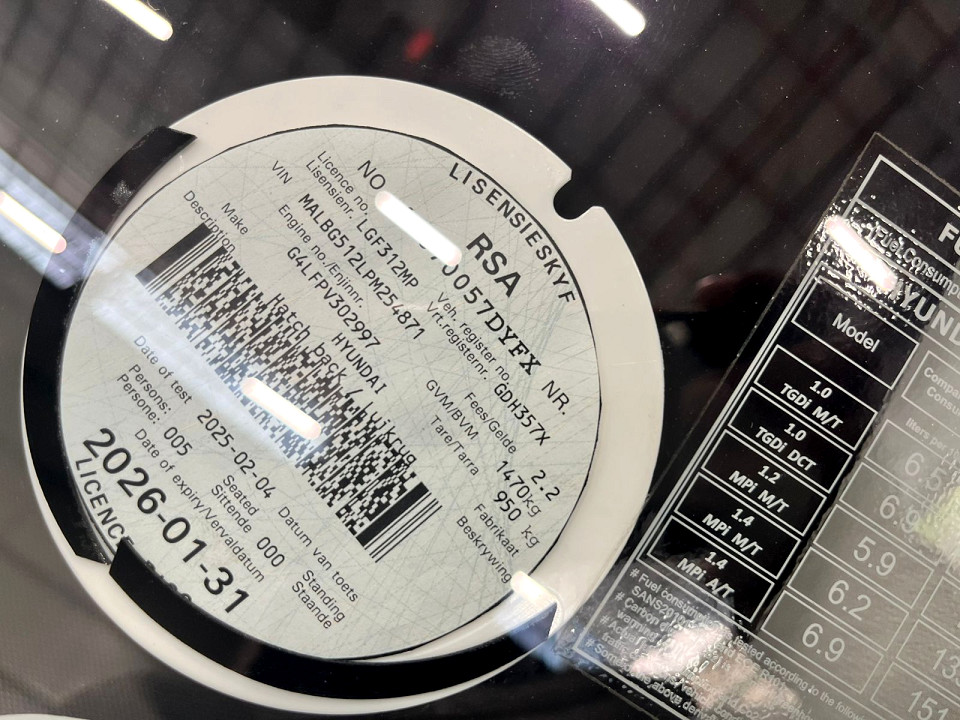 LISENSIESKYF
RSA
NO. 0057DYFX NR.
Licence no.
Lisensienr. LGF312MP
Veh. register no.
Vrt.registernr. GDH357X
VIN MALBG512LPM254871
Fees/Gelde 2.2
Engine no./Enjinnr. G4LFPV302997
GVM/BVM 1470kg
Tare/Tarra 950 kg
Make HYUNDAI Fabrikaat
Description Hatch back / Luikrug Beskrywing
Date of test 2025-02-04 Datum van toets
Persons:
Persone: 005
Seated
Sittende 000
Standing
Staande
Date of expiry/Vervaldatum
2026-01-31
Model
1.0
TGDi M/T
1.0
TGDi DCT
1.2
MPi M/T
1.4
MPi M/T
1.4
MPi A/T
5.9
6.2
6.9
151